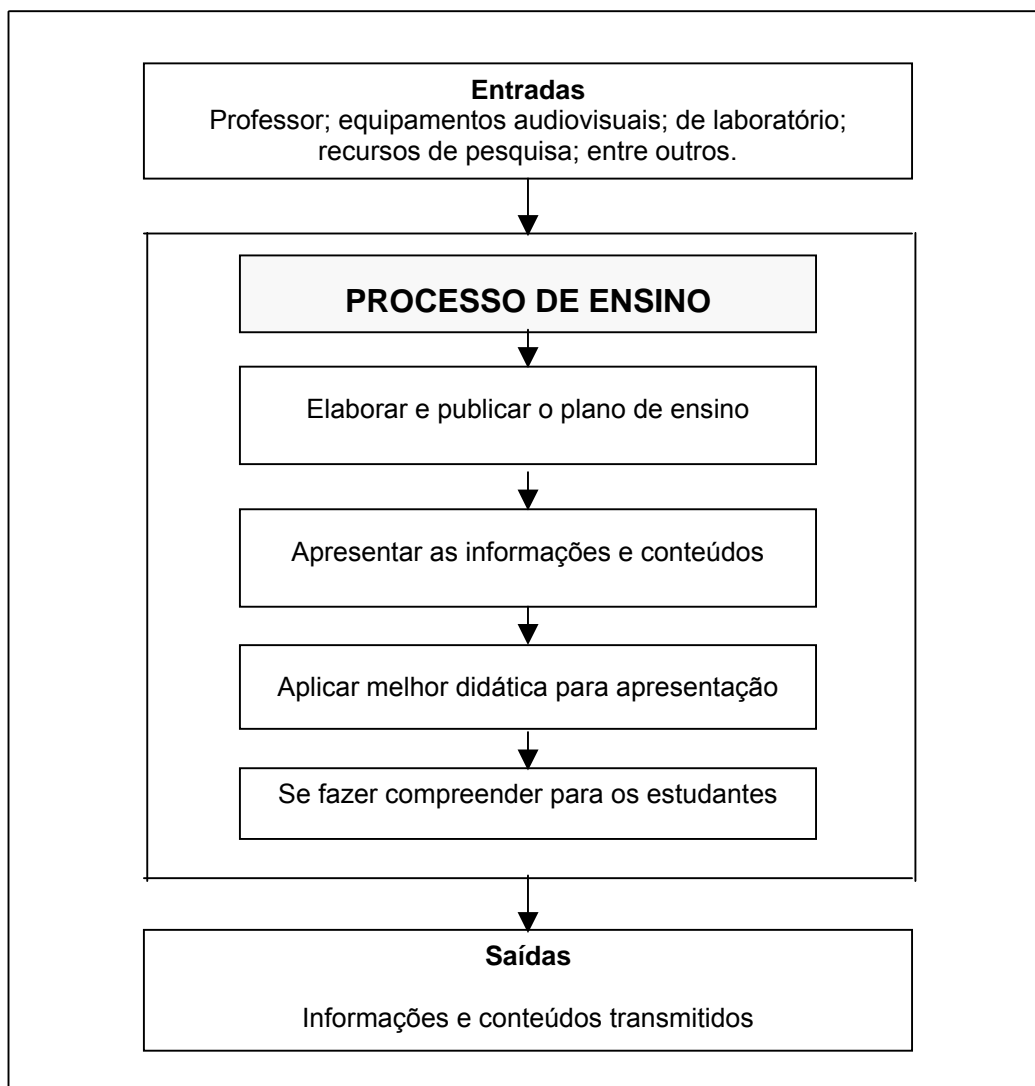 Entradas
Professor; equipamentos audiovisuais; de laboratório;
recursos de pesquisa; entre outros.
PROCESSO DE ENSINO
Elaborar e publicar o plano de ensino
Apresentar as informações e conteúdos
Aplicar melhor didática para apresentação
Se fazer compreender para os estudantes
Saídas
Informações e conteúdos transmitidos